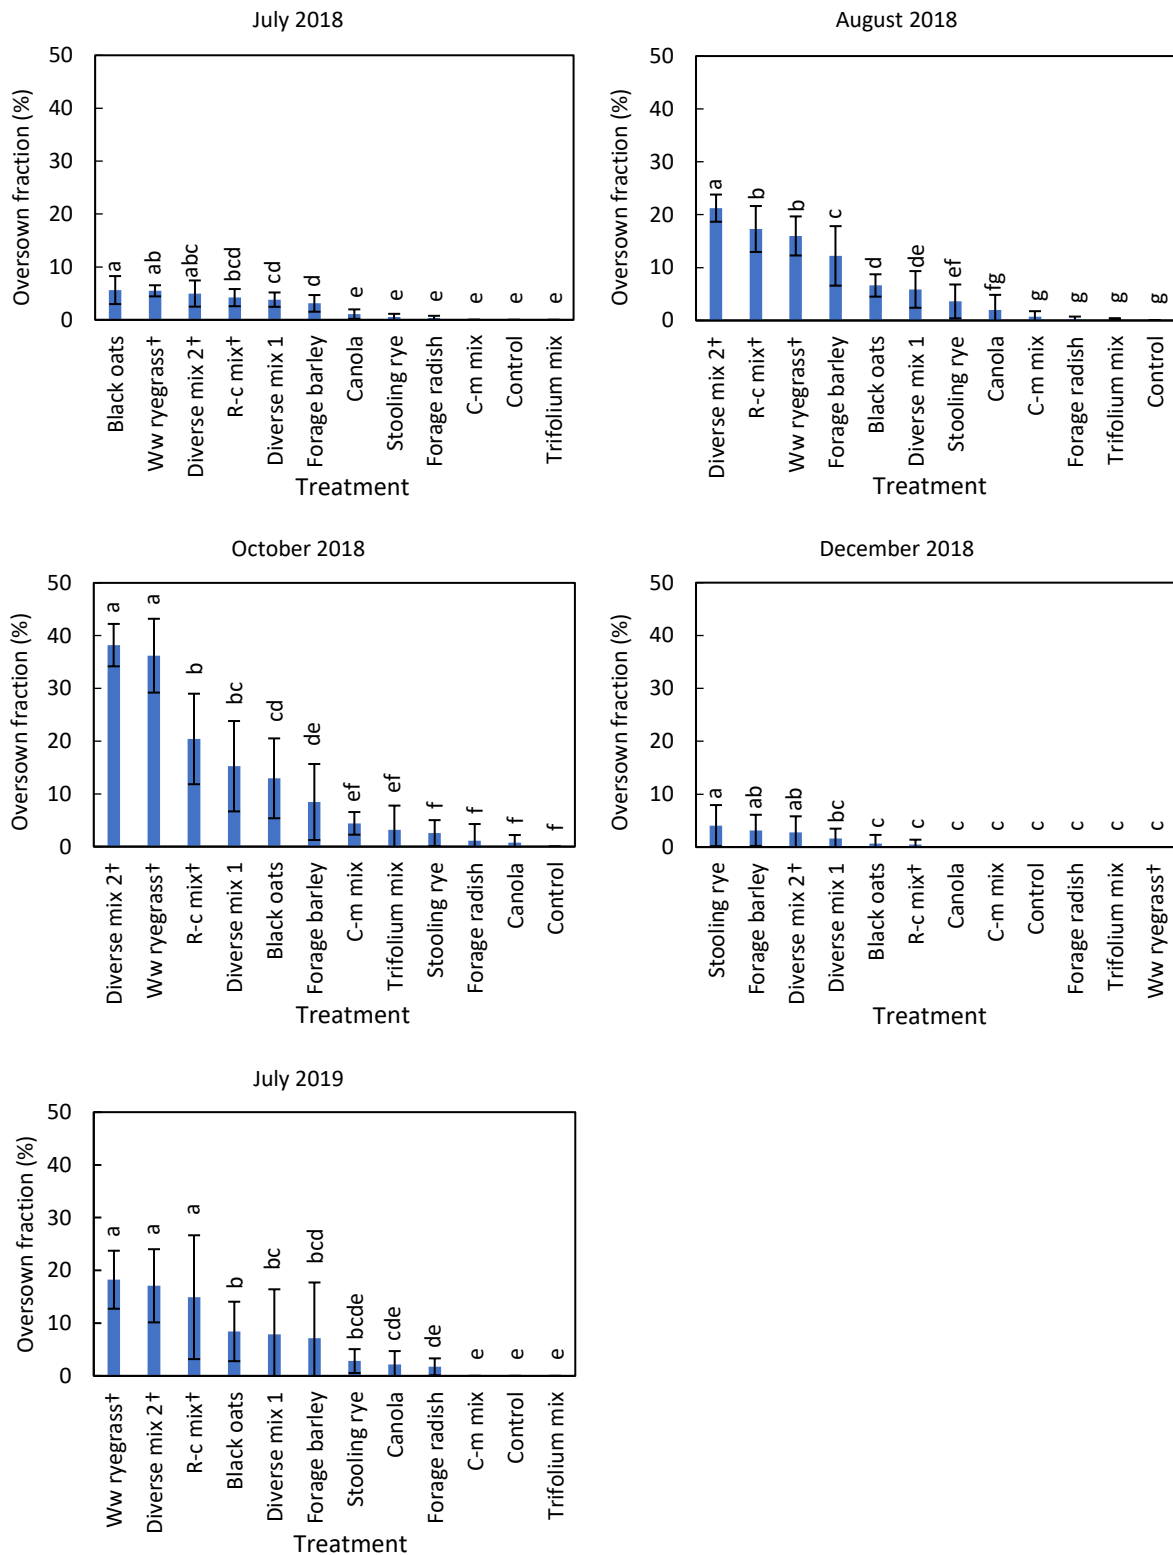 July 2018
Oversown fraction (%)
50
40
30
20
10
0
a ab abc bcd cd d e e e e e e
Black oats
Ww ryegrass†
Diverse mix 2†
R-c mix†
Diverse mix 1
Forage barley
Canola
Stooling rye
Forage radish
C-m mix
Control
Trifolium mix
Treatment
August 2018
Oversown fraction (%)
50
40
30
20
10
0
a b b c d de ef fg g g g g
Diverse mix 2†
R-c mix†
Ww ryegrass†
Forage barley
Black oats
Diverse mix 1
Stooling rye
Canola
C-m mix
Forage radish
Trifolium mix
Control
Treatment
October 2018
Oversown fraction (%)
50
40
30
20
10
0
a a b bc cd de ef ef f f f f
Diverse mix 2†
Ww ryegrass†
R-c mix†
Diverse mix 1
Black oats
Forage barley
C-m mix
Trifolium mix
Stooling rye
Forage radish
Canola
Control
Treatment
December 2018
Oversown fraction (%)
50
40
30
20
10
0
a ab ab bc c c c c c c c c
Stooling rye
Forage barley
Diverse mix 2†
Diverse mix 1
Black oats
R-c mix†
Canola
C-m mix
Control
Forage radish
Trifolium mix
Ww ryegrass†
Treatment
July 2019
Oversown fraction (%)
50
40
30
20
10
0
a a a b bc bcd bcde cde de e e e
Ww ryegrass†
Diverse mix 2†
R-c mix†
Black oats
Diverse mix 1
Forage barley
Stooling rye
Canola
Forage radish
C-m mix
Control
Trifolium mix
Treatment